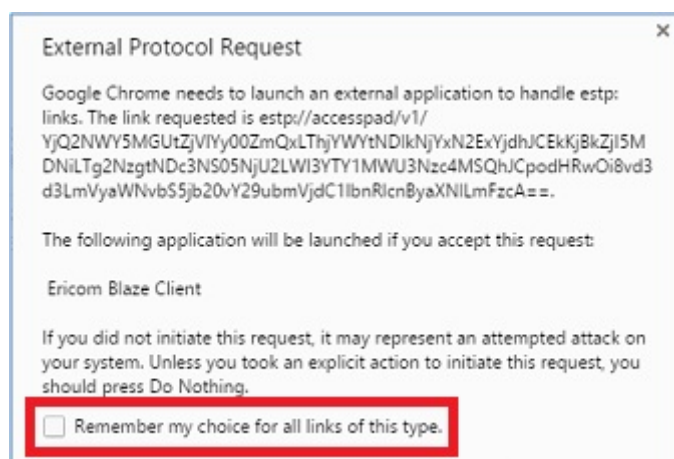 External Protocol Request
Google Chrome needs to launch an external application to handle estp:
links. The link requested is estp://accesspad/v1/
YjQ2NWY5MGUtZjVlYy00ZmQxLThjYWYtNDlkNjYxN2ExYjdhJCEkKjBkZjI5M
DNiLTg2NzgtNDc3NS05NjU2LWI3YTY1MWU3Nzc4MSQhJCpodHRwOi8vd3
d3LmVyaWNvbS5jb20vY29ubmVjdC1lbnRlcnByaXNlLmFzcA==.
The following application will be launched if you accept this request:
Ericom Blaze Client
If you did not initiate this request, it may represent an attempted attack on
your system. Unless you took an explicit action to initiate this request, you
should press Do Nothing.
Remember my choice for all links of this type.